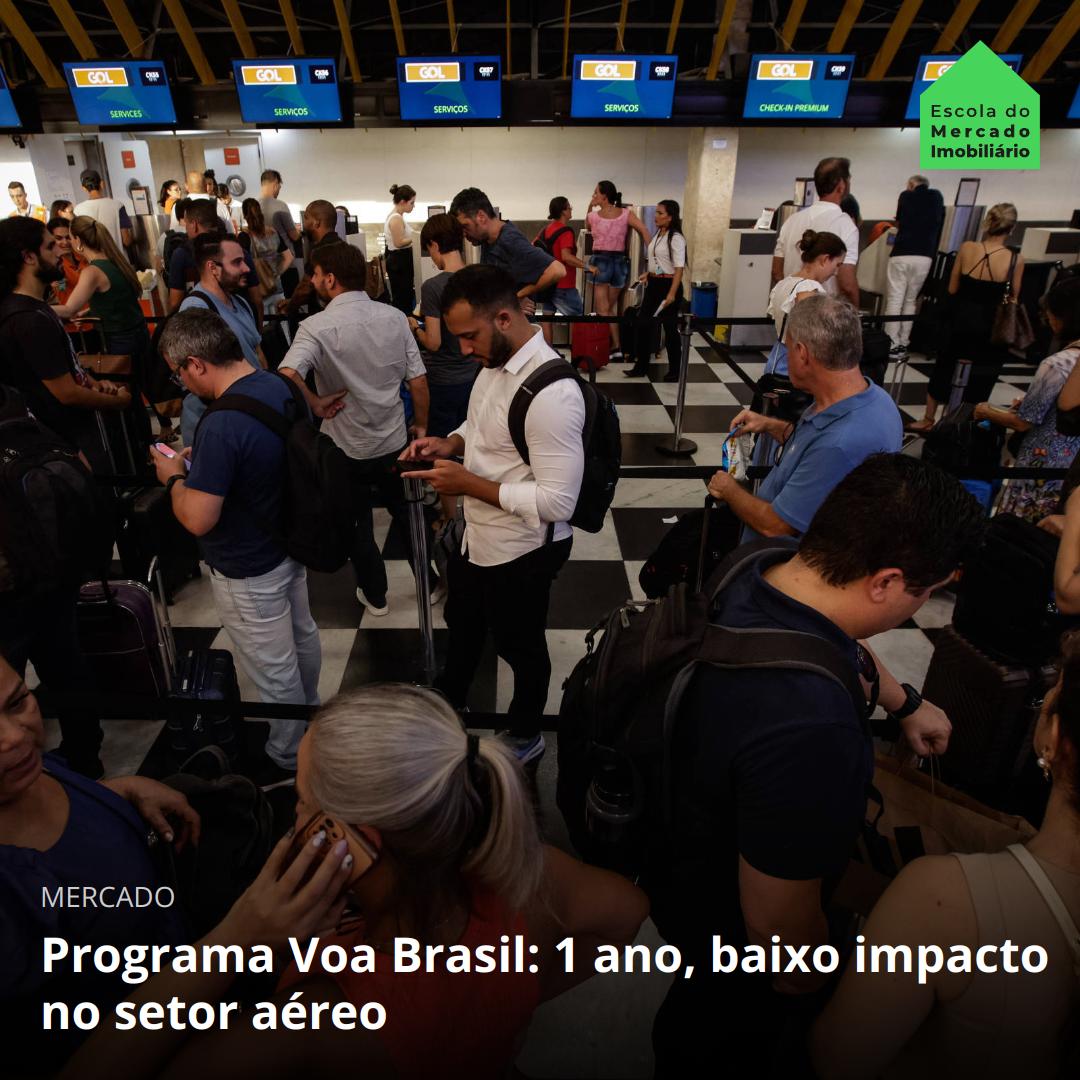 GOL
SERVICES
GOL
SERVIÇOS
GOL
SERVIÇOS
GOL
SERVIÇOS
GOL
CHECK-IN PREMIUM
Escola do
Mercado
Imobiliário
MERCADO
Programa Voa Brasil: 1 ano, baixo impacto
no setor aéreo